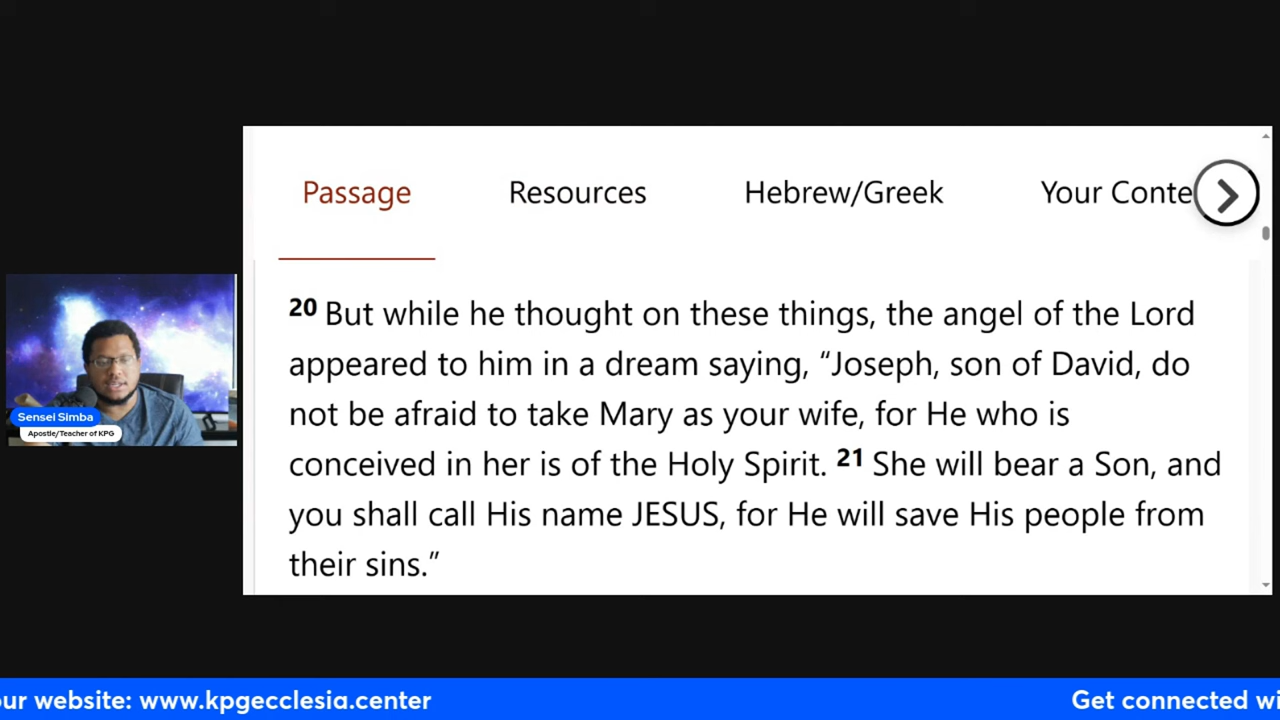 Passage Resources Hebrew/Greek Your Conte
20 But while he thought on these things, the angel of the Lord
appeared to him in a dream saying, “Joseph, son of David, do
not be afraid to take Mary as your wife, for He who is
conceived in her is of the Holy Spirit. 21 She will bear a Son, and
you shall call His name JESUS, for He will save His people from
their sins.”
Sensei Simba
Apostle/Teacher of KPG
our website: www.kpgecclesia.center Get connected wi